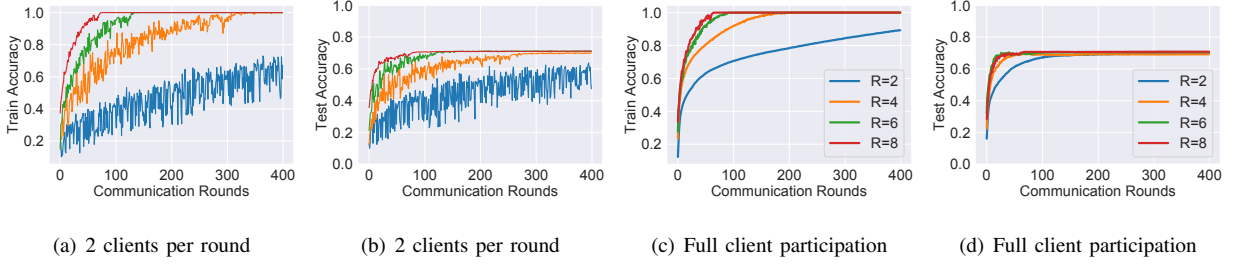 1.0
0.8
0.6
0.4
0.2
Train Accuracy
0 100 200 300 400
Communication Rounds
(a) 2 clients per round
1.0
0.8
0.6
0.4
0.2
0.0
Test Accuracy
0 100 200 300 400
Communication Rounds
(b) 2 clients per round
1.0
0.8
0.6
0.4
0.2
Train Accuracy
R=2
R=4
R=6
R=8
0 100 200 300 400
Communication Rounds
(c) Full client participation
1.0
0.8
0.6
0.4
0.2
0.0
Test Accuracy
R=2
R=4
R=6
R=8
0 100 200 300 400
Communication Rounds
(d) Full client participation